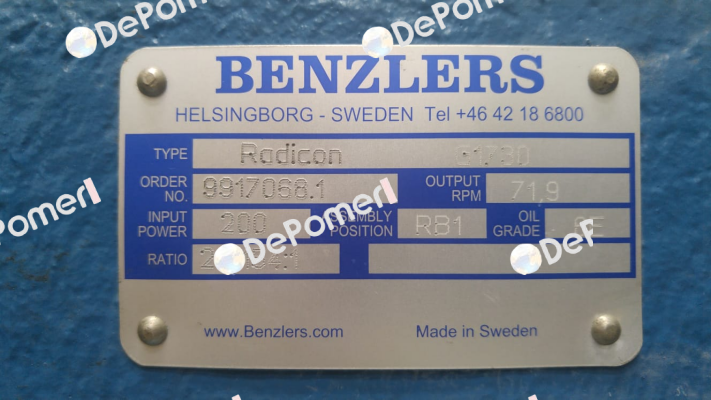 DePomerl
DePomerl
BENZLERS
HELSINGBORG - SWEDEN Tel +46 42 18 6800
TYPE Radicon
ORDER NO. 9917068.1 OUTPUT RPM 71,9
INPUT POWER 200 POSITION RB1 OIL GRADE
RATIO
DePomerl
www.Benzlers.com Made in Sweden